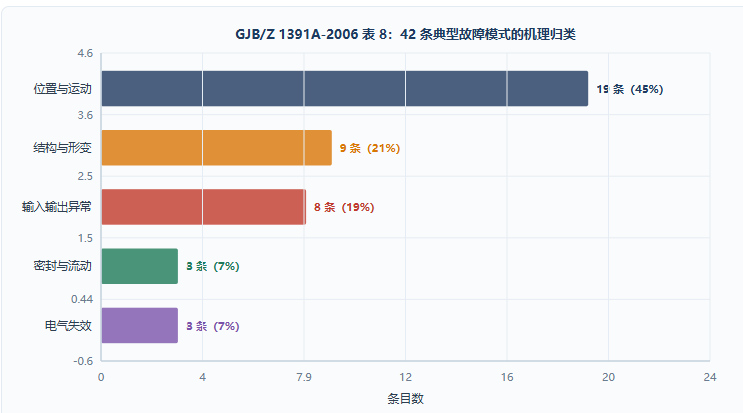 GJB/Z 1391A-2006 表 8：42 条典型故障模式的机理归类
4.6
位置与运动
19 条（45%）
3.6
结构与形变
9 条（21%）
2.5
输入输出异常
8 条（19%）
1.5
密封与流动
3 条（7%）
0.44
电气失效
3 条（7%）
-0.6
0 4 7.9 12 16 20 24
条目数